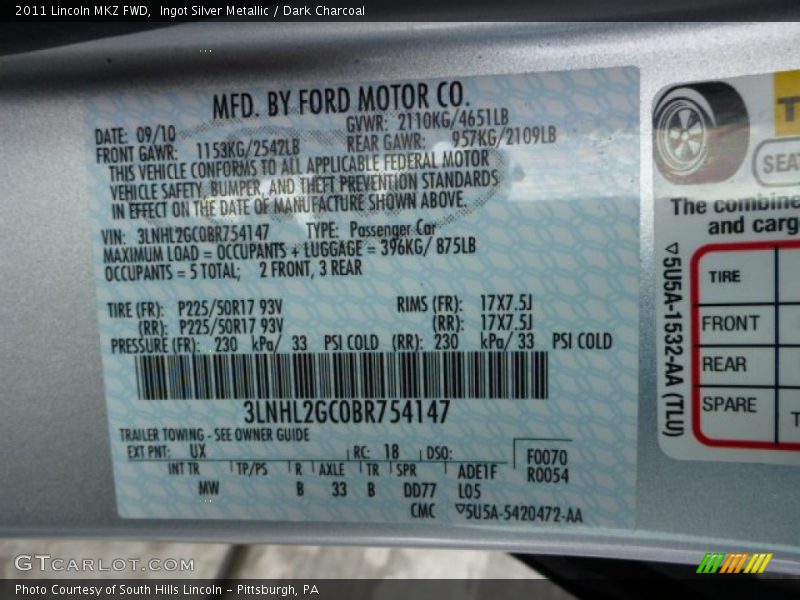 2011 Lincoln MKZ FWD,  Ingot Silver Metallic / Dark Charcoal
MFD. BY FORD MOTOR CO.
DATE: 09/10 GVWR: 2110KG/4651LB
FRONT GAWR: 1153KG/2542LB REAR GAWR: 957KG/2109LB
THIS VEHICLE CONFORMS TO ALL APPLICABLE FEDERAL MOTOR
VEHICLE SAFETY, BUMPER, AND THEFT PREVENTION STANDARDS
IN EFFECT ON THE DATE OF MANUFACTURE SHOWN ABOVE.
VIN: 3LNHL2GC0BR754147 TYPE: Passenger Car
MAXIMUM LOAD = OCCUPANTS + LUGGAGE = 396KG/ 875LB
OCCUPANTS = 5 TOTAL; 2 FRONT, 3 REAR
TIRE (FR): P225/50R17 93V RIMS (FR): 17X7.5J
(RR): P225/50R17 93V (RR): 17X7.5J
PRESSURE (FR): 230 kPa/ 33 PSI COLD (RR): 230 kPa/ 33 PSI COLD
3LNHL2GC0BR754147
TRAILER TOWING - SEE OWNER GUIDE
EXT PNT: UX RC: 18 DSO: F0070
INT TR TP/PS R AXLE TR SPR ADE1F R0054
MW B 33 B DD77 L05
CMC ▽5U5A-5420472-AA
T
SEA
The combine
and carg
▽5U5A-1532-AA (TLU)
TIRE
FRONT
REAR
SPARE
T
GTCARLOT.COM
Photo Courtesy of South Hills Lincoln - Pittsburgh, PA